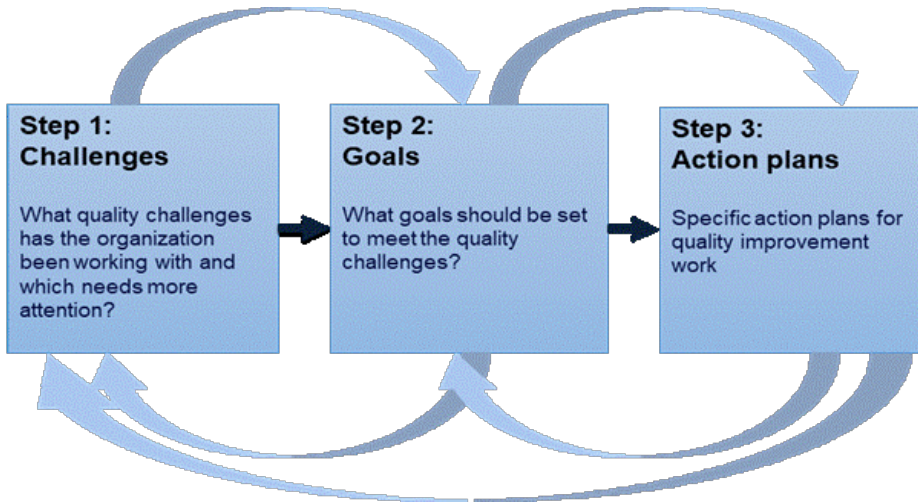 Step 1:
Challenges
What quality challenges
has the organization
been working with and
which needs more
attention?
Step 2:
Goals
What goals should be set
to meet the quality
challenges?
Step 3:
Action plans
Specific action plans for
quality improvement
work